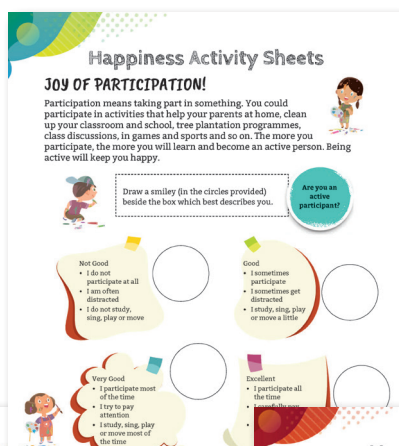 Happiness Activity Sheets
JOY OF PARTICIPATION!
Participation means taking part in something. You could
participate in activities that help your parents at home, clean
up your classroom and school, tree plantation programmes,
class discussions, in games and sports and so on. The more you
participate, the more you will learn and become an active person. Being
active will keep you happy.
Draw a smiley (in the circles provided)
beside the box which best describes you.
Are you an
active
participant?
Not Good
• I do not
participate at all
• I am often
distracted
• I do not study,
sing, play or move
Good
• I sometimes
participate
• I sometimes get
distracted
• I study, sing, play
or move a little
Very Good
• I participate most
of the time
• I try to pay
attention
• I study, sing, play
or move most of
the time
Excellent
• I participate all
the time
• I carefully